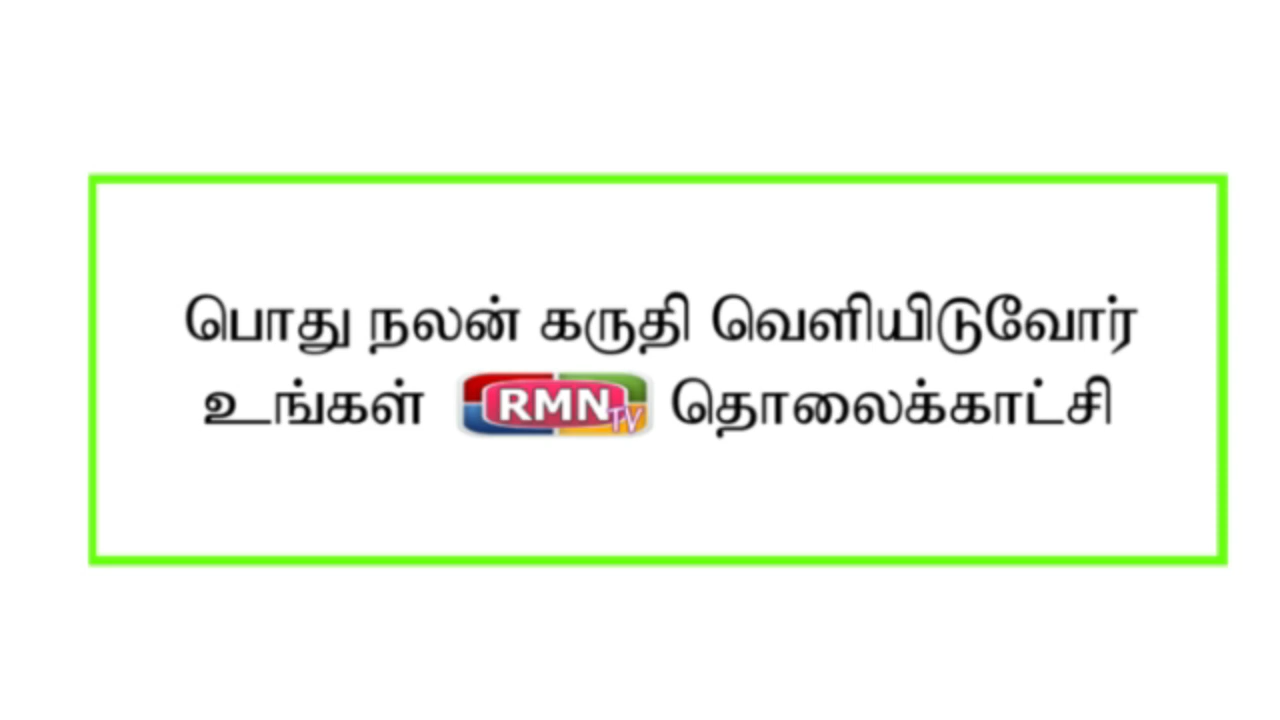 பொது நலன் கருதி வெளியிடுவோர்
உங்கள் RMN TV தொலைக்காட்சி